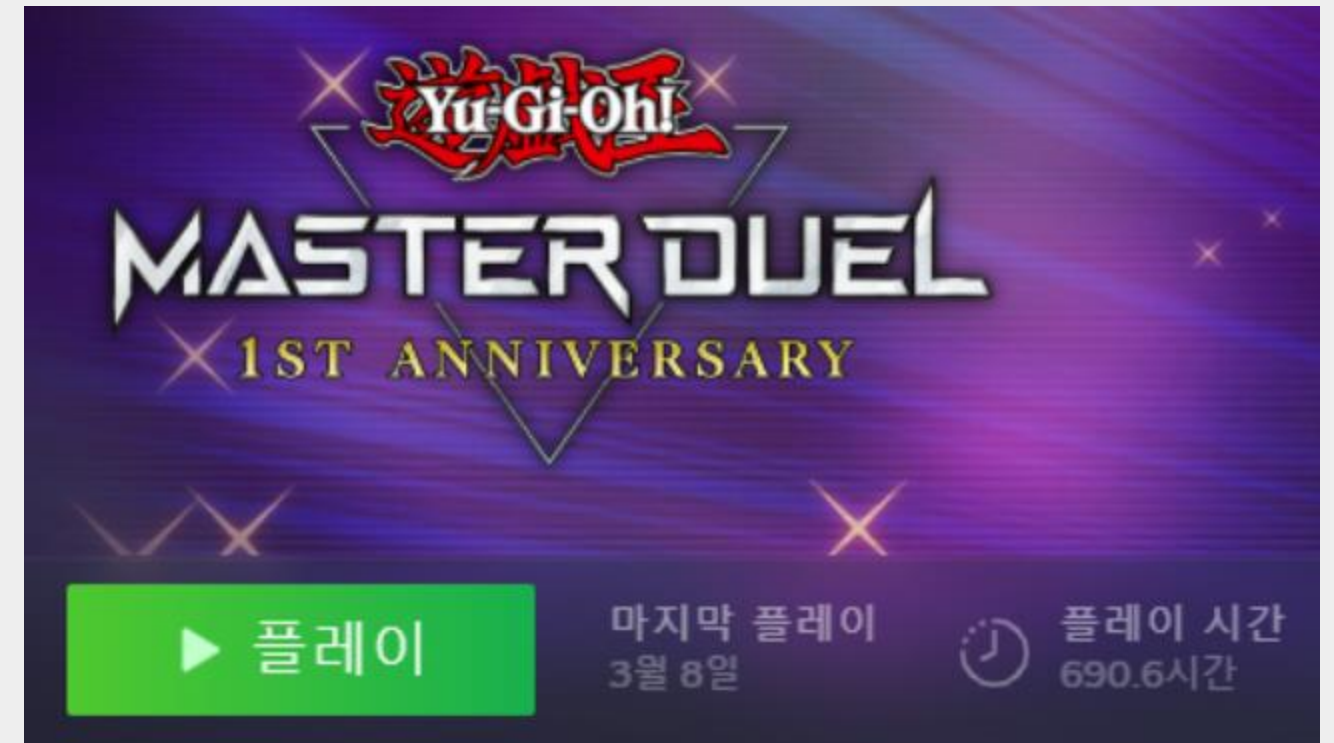 遊戯王
Yu-Gi-Oh!
MASTER DUEL
1ST ANNIVERSARY
플레이
마지막 플레이
3월 8일
플레이 시간
690.6시간